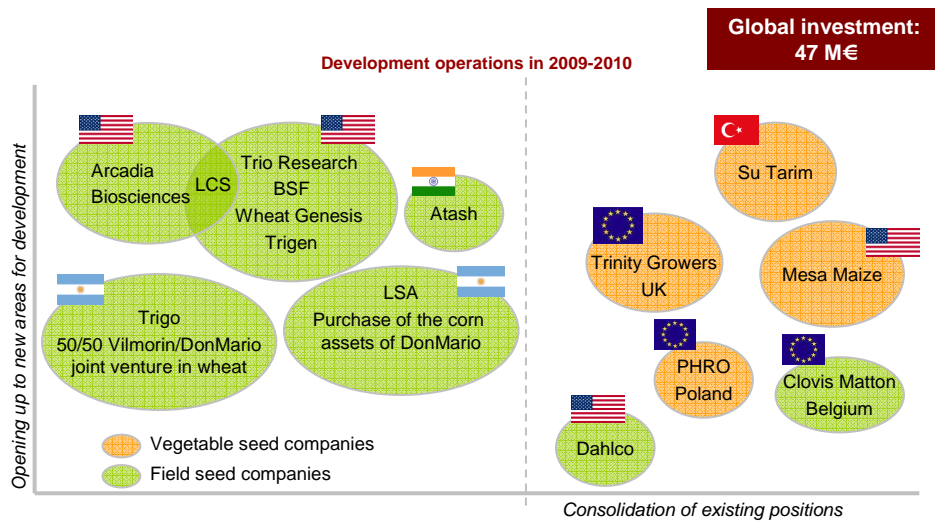 Global investment:
47 M€
Development operations in 2009-2010
Opening up to new areas for development
Arcadia
Biosciences
LCS
Trio Research
BSF
Wheat Genesis
Trigen
Atash
Su Tarim
Trinity Growers
UK
Mesa Maize
Trigo
50/50 Vilmorin/DonMario
joint venture in wheat
LSA
Purchase of the corn
assets of DonMario
PHRO
Poland
Clovis Matton
Belgium
Dahlco
Vegetable seed companies
Field seed companies
Consolidation of existing positions